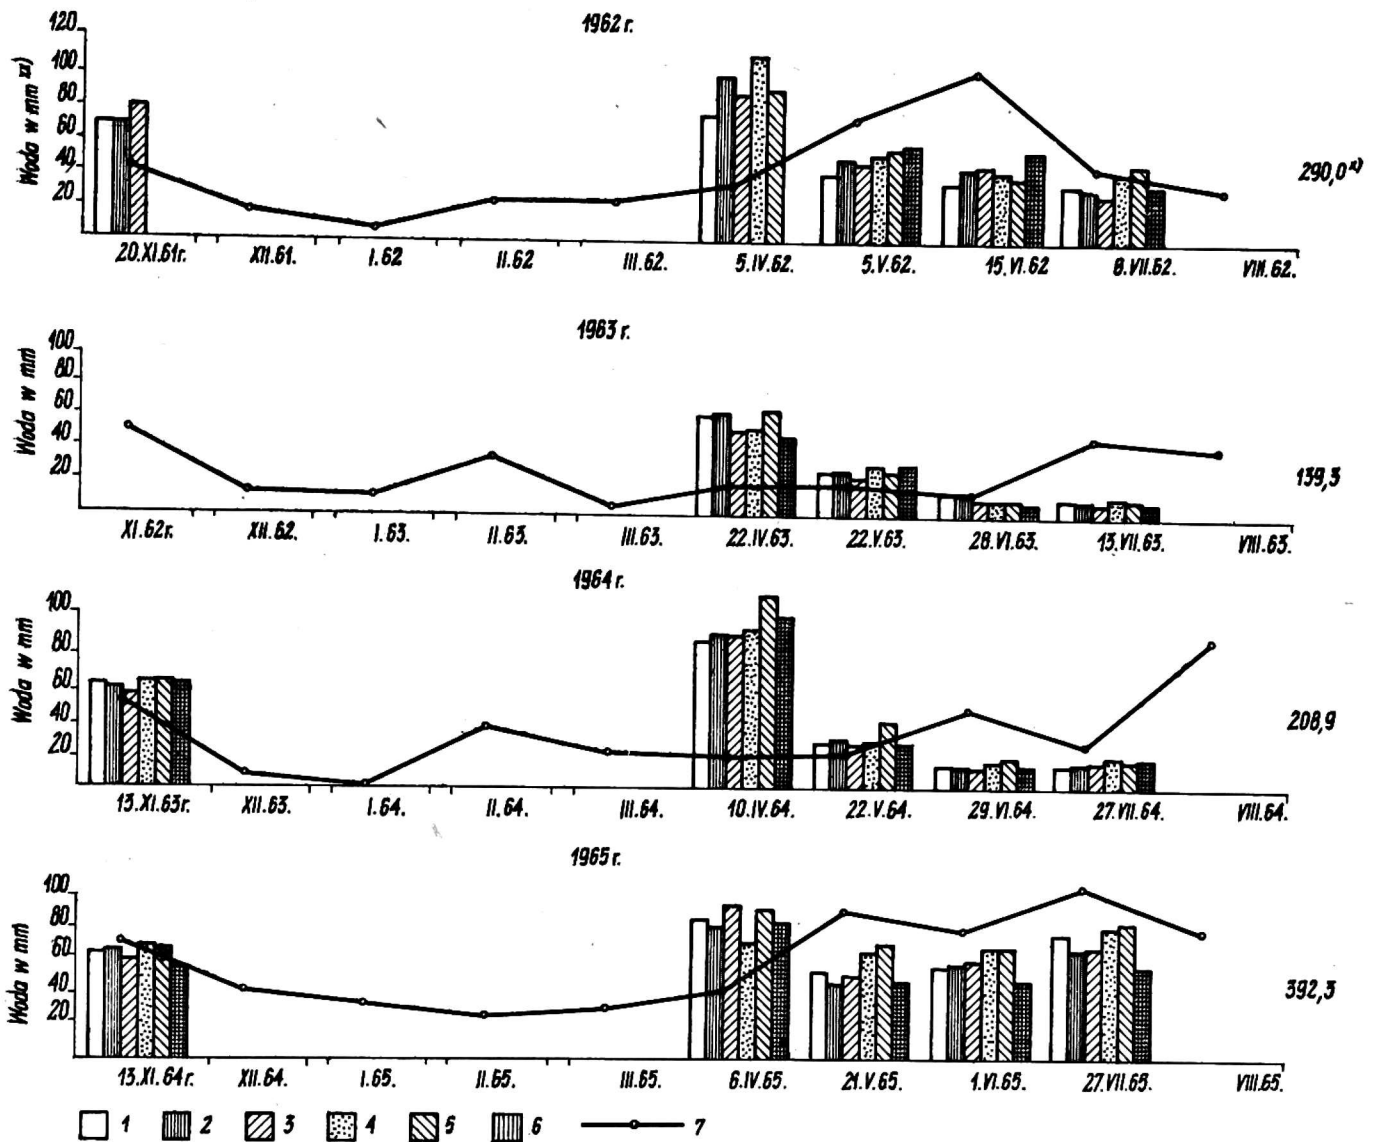 1962 r.
Woda w mm xx)
120
100
80
60
40
20
20.XI.61r. XII.61. I.62 II.62 III.62. 5.IV.62. 5.V.62. 15.VI.62 8.VII.62. VIII.62.
290,0 x)
1963 r.
Woda w mm
100
80
60
40
20
XI.62r. XII.62. I.63. II.63. III.63. 22.IV.63. 22.V.63. 28.VI.63. 13.VII.63. VIII.63.
139,3
1964 r.
Woda w mm
100
80
60
40
20
13.XI.63r. XII.63. I.64. II.64. III.64. 10.IV.64. 22.V.64. 29.VI.64 27.VII.64 VIII.64.
208,9
1965 r.
Woda w mm
100
80
60
40
20
13.XI.64r. XII.64. I.65. II.65. III.65. 6.IV.65. 21.V.65. 1.VI.65. 27.VII.65. VIII.65.
392,3
1 2 3 4 5 6 7